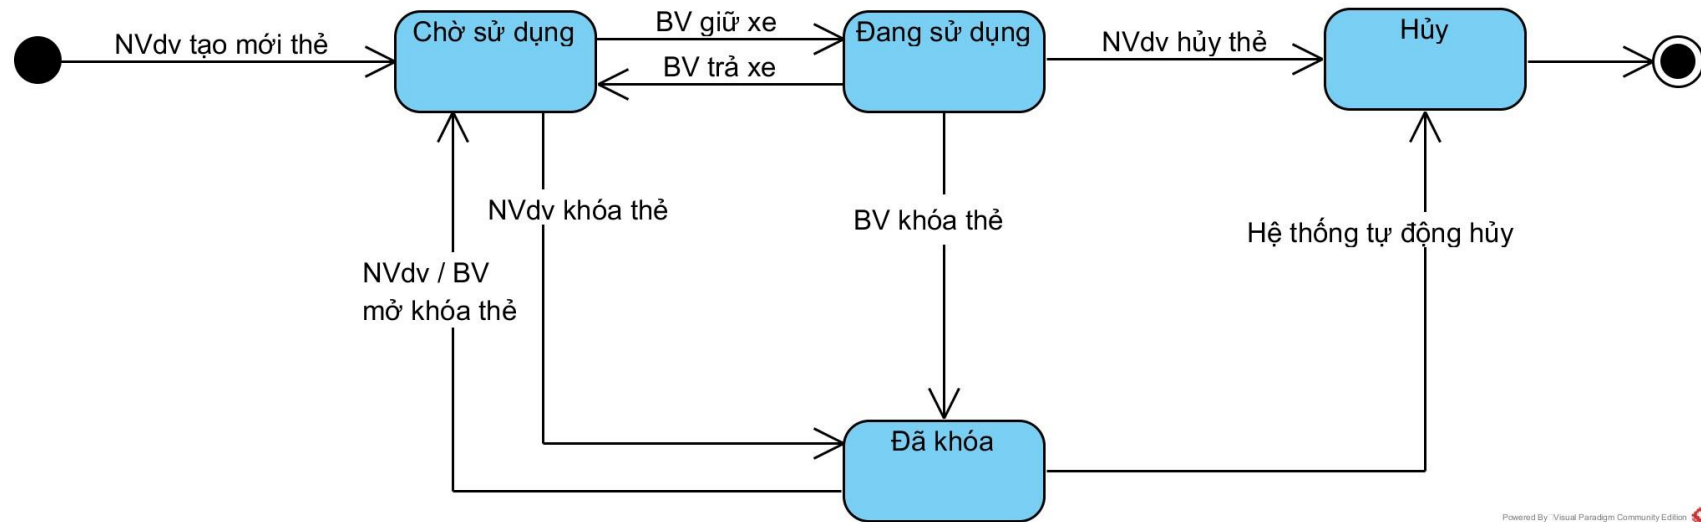 NVdv tạo mới thẻ
Chờ sử dụng
BV giữ xe
BV trả xe
Đang sử dụng
NVdv hủy thẻ
Hủy
NVdv khóa thẻ
BV khóa thẻ
Hệ thống tự động hủy
NVdv / BV
mở khóa thẻ
Đã khóa
Powered By Visual Paradigm Community Edition